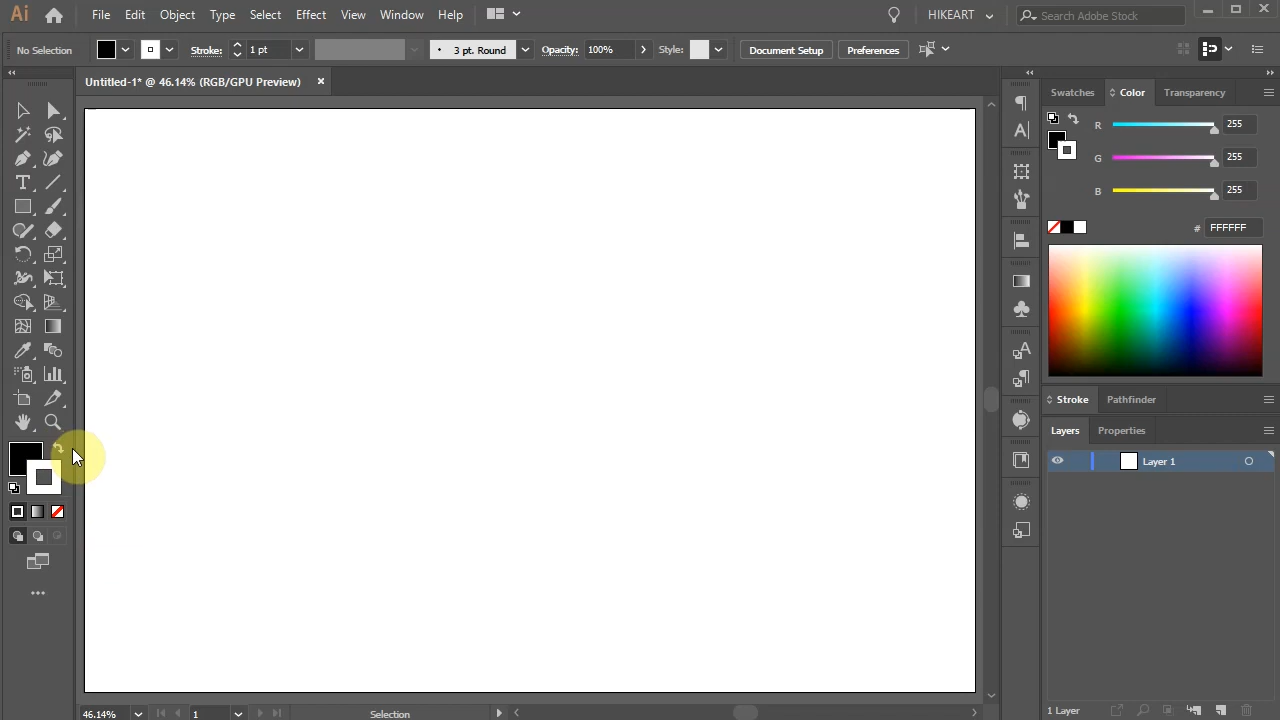 Ai File Edit Object Type Select Effect View Window Help HIKEART Search Adobe Stock
No Selection Stroke: 1 pt 3 pt. Round Opacity: 100% Style: Document Setup Preferences
Untitled-1* @ 46.14% (RGB/GPU Preview) ×
Swatches Color Transparency
R 255
G 255
B 255
# FFFFFF
Stroke Pathfinder
Layers Properties
Layer 1
46.14% 1 Selection
1 Layer